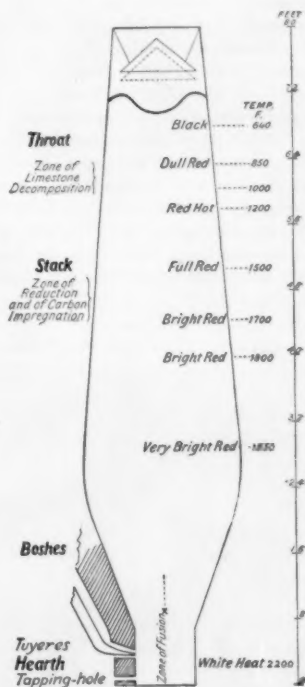 FEET
80
TEMP.
F.
Black 640
Throat
Dull Red 850
Zone of
Limestone
Decomposition
1000
Red Hot 1200
Stack
Full Red 1500
Zone of
Reduction
and of Carbon
Impregnation
Bright Red 1700
Bright Red 1800
Very Bright Red 1850
Boshes
Zone of Fusion
Tuyeres
Hearth
White Heat 2200
Tapping-hole